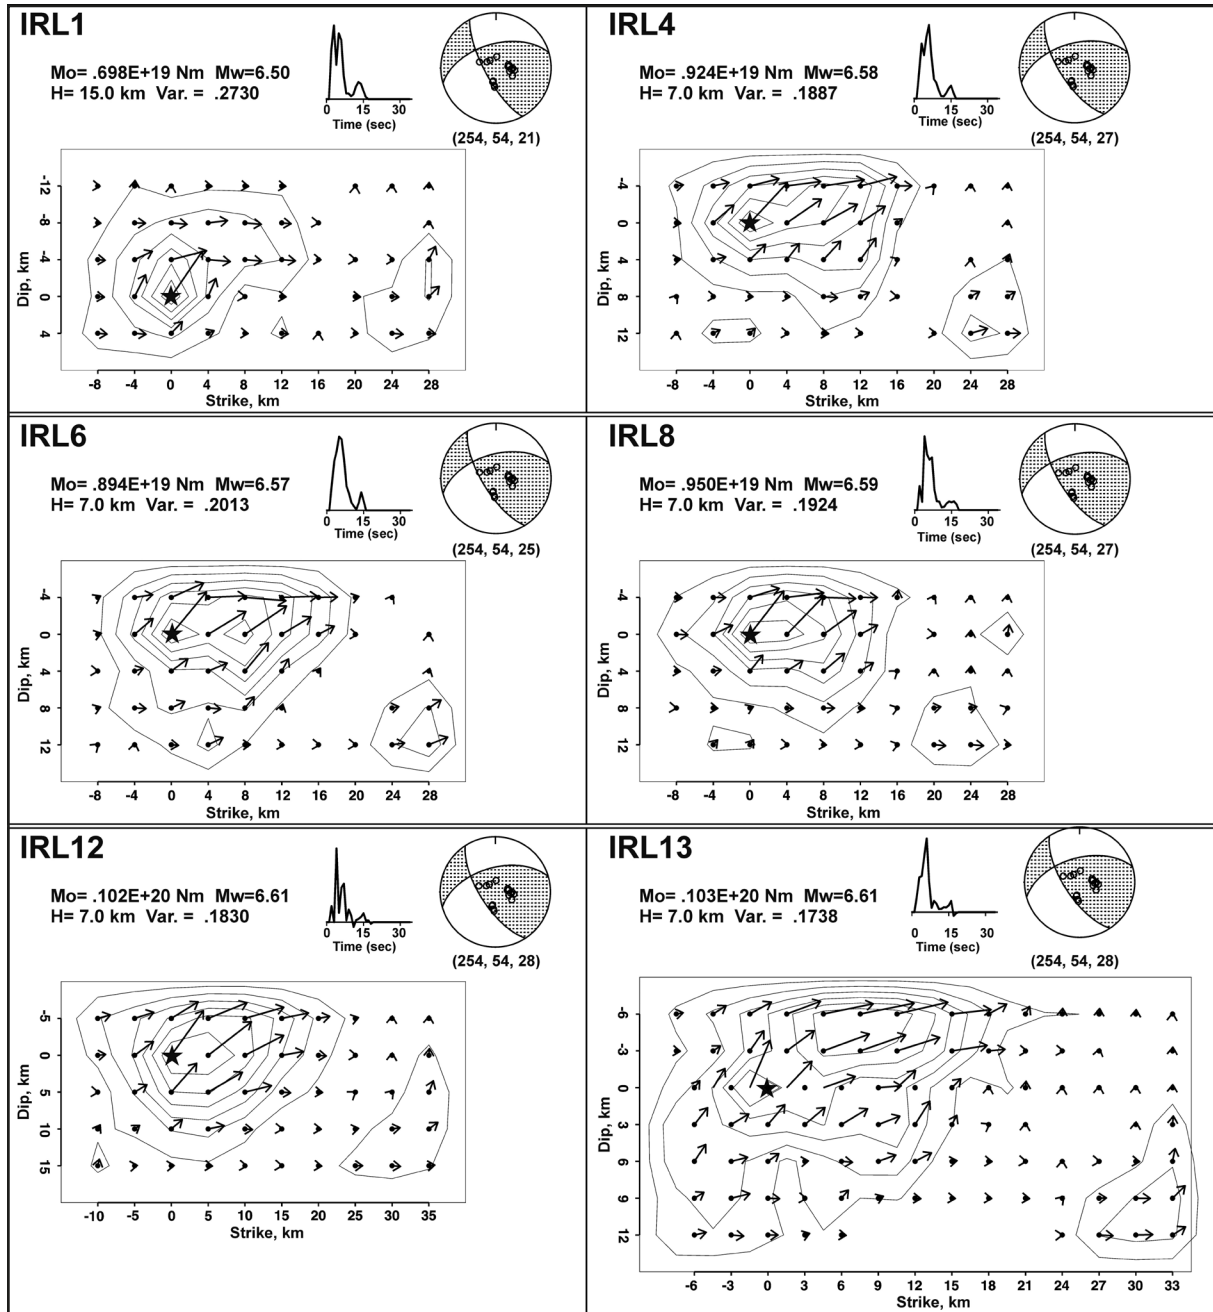 IRL1
Mo= .698E+19 Nm  Mw=6.50
H= 15.0 km  Var. =  .2730
0 15 30
Time (sec)
(254, 54, 21)
-12
-8
-4
0
4
Dip, km
-8 -4 0 4 8 12 16 20 24 28
Strike, km
IRL4
Mo= .924E+19 Nm  Mw=6.58
H= 7.0 km  Var. =  .1887
0 15 30
Time (sec)
(254, 54, 27)
-4
0
4
8
12
Dip, km
-8 -4 0 4 8 12 16 20 24 28
Strike, km
IRL6
Mo= .894E+19 Nm  Mw=6.57
H= 7.0 km  Var. =  .2013
0 15 30
Time (sec)
(254, 54, 25)
-4
0
4
8
12
Dip, km
-8 -4 0 4 8 12 16 20 24 28
Strike, km
IRL8
Mo= .950E+19 Nm  Mw=6.59
H= 7.0 km  Var. =  .1924
0 15 30
Time (sec)
(254, 54, 27)
-4
0
4
8
12
Dip, km
-8 -4 0 4 8 12 16 20 24 28
Strike, km
IRL12
Mo= .102E+20 Nm  Mw=6.61
H= 7.0 km  Var. =  .1830
0 15 30
Time (sec)
(254, 54, 28)
-5
0
5
10
15
Dip, km
-10 -5 0 5 10 15 20 25 30 35
Strike, km
IRL13
Mo= .103E+20 Nm  Mw=6.61
H= 7.0 km  Var. =  .1738
0 15 30
Time (sec)
(254, 54, 28)
-6
-3
0
3
6
9
12
Dip, km
-6 -3 0 3 6 9 12 15 18 21 24 27 30 33
Strike, km